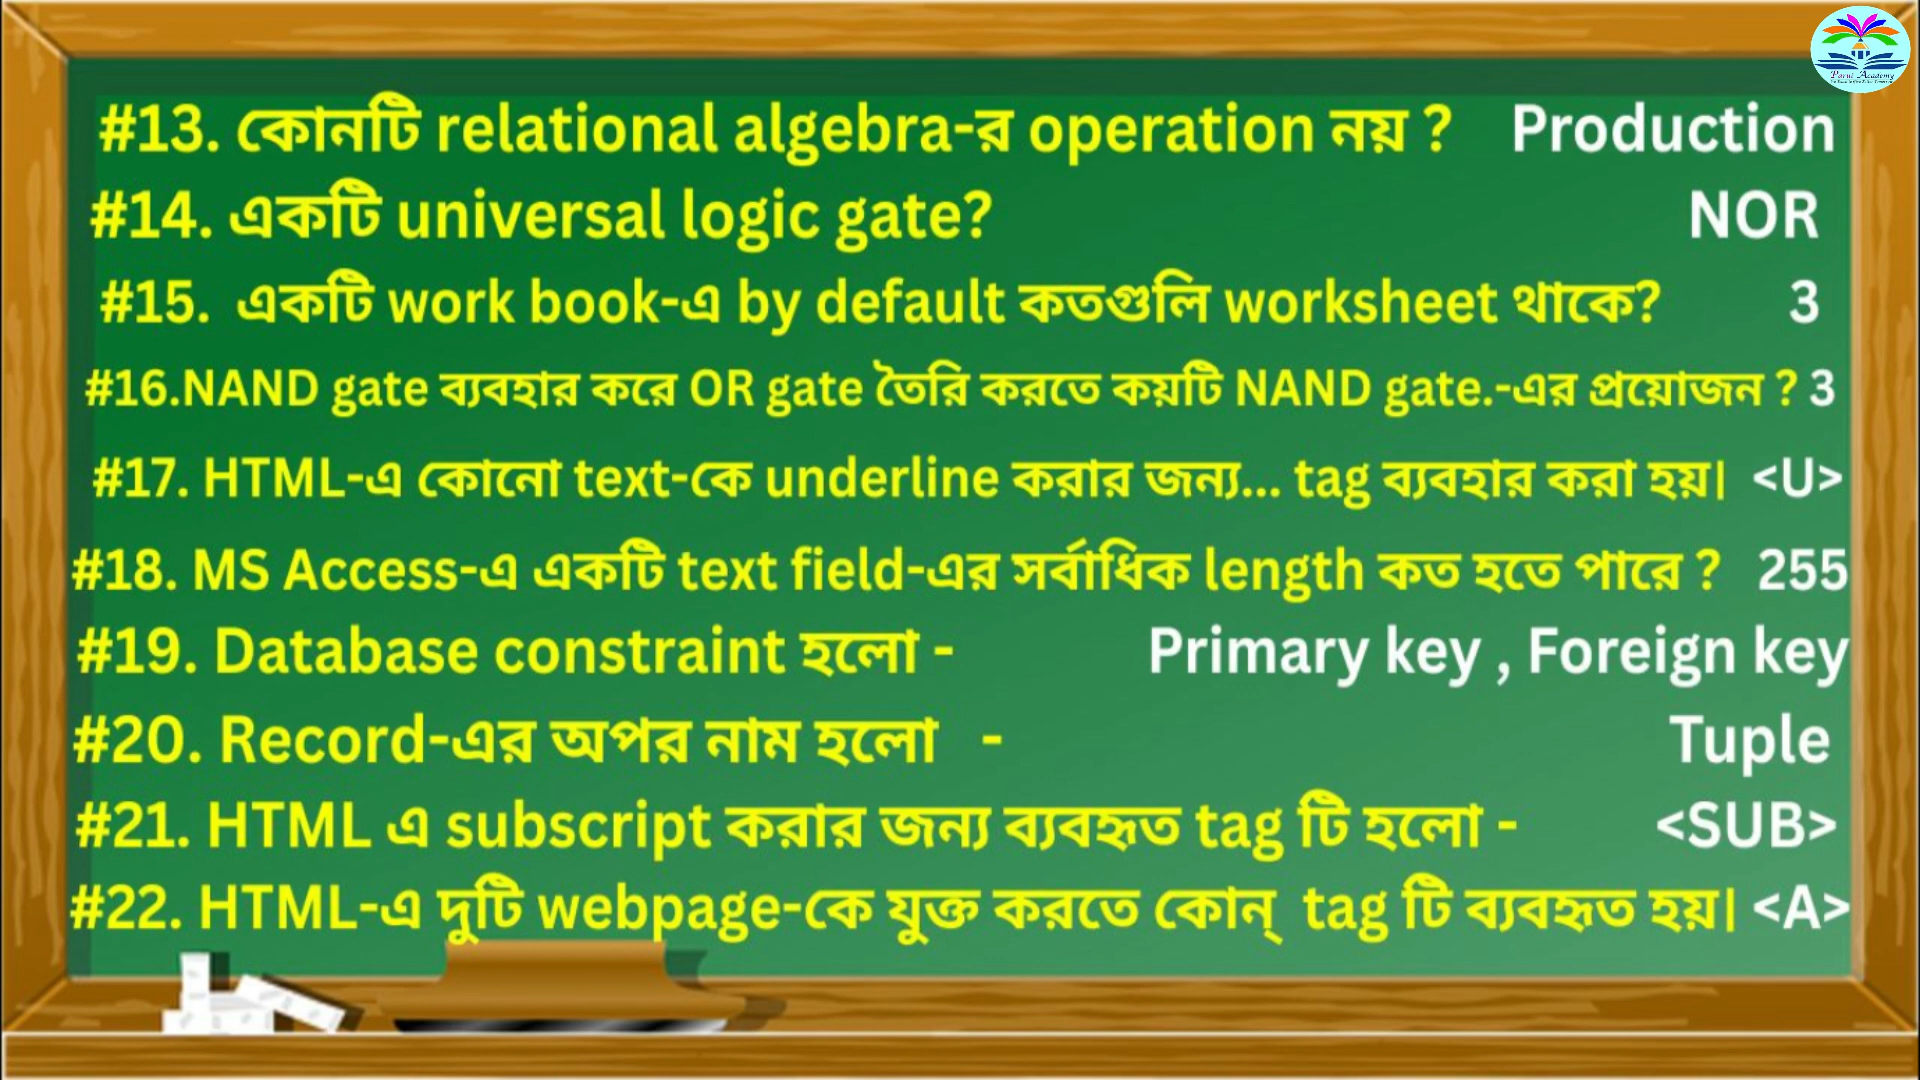 Parui Academy
#13. কোনটি relational algebra-র operation নয় ? Production
#14. একটি universal logic gate? NOR
#15. একটি work book-এ by default কতগুলি worksheet থাকে? 3
#16.NAND gate ব্যবহার করে OR gate তৈরি করতে কয়টি NAND gate.-এর প্রয়োজন ? 3
#17. HTML-এ কোনো text-কে underline করার জন্য... tag ব্যবহার করা হয়। <U>
#18. MS Access-এ একটি text field-এর সর্বাধিক length কত হতে পারে ? 255
#19. Database constraint হলো - Primary key , Foreign key
#20. Record-এর অপর নাম হলো - Tuple
#21. HTML এ subscript করার জন্য ব্যবহৃত tag টি হলো - <SUB>
#22. HTML-এ দুটি webpage-কে যুক্ত করতে কোন্ tag টি ব্যবহৃত হয়। <A>